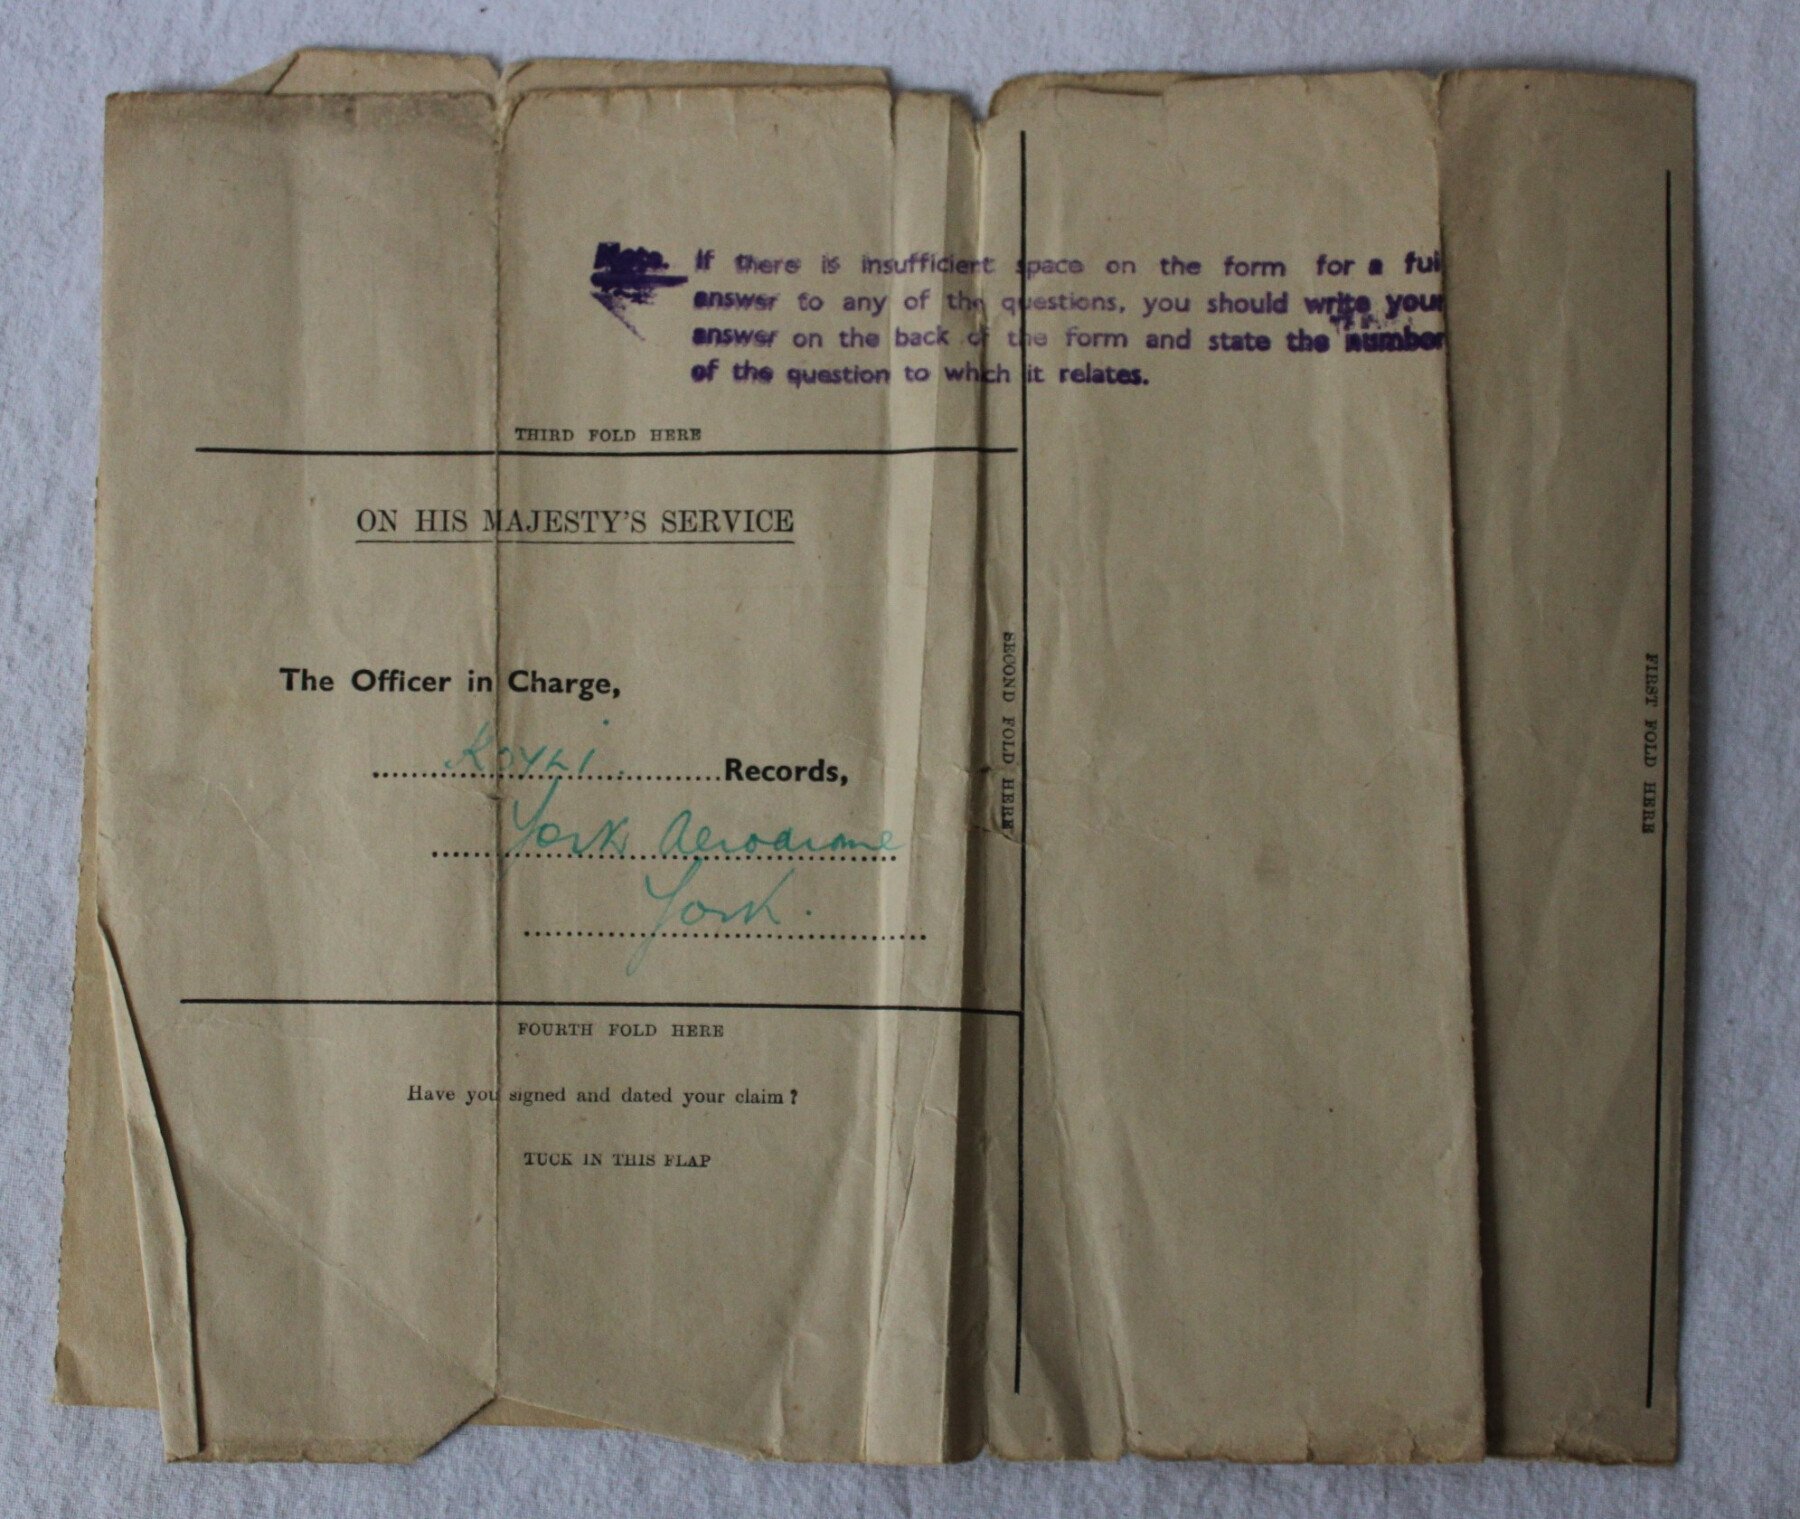 Note. If there is insufficient space on the form for a ful
answer to any of the questions, you should write your
answer on the back of the form and state the number
of the question to which it relates.
THIRD FOLD HERE
ON HIS MAJESTY'S SERVICE
The Officer in Charge,
KOYLI. Records,
York Aerodrome
York.
FOURTH FOLD HERE
Have you signed and dated your claim?
TUCK IN THIS FLAP
SECOND FOLD HERE
FIRST FOLD HERE